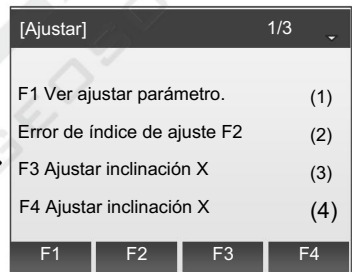 [Ajustar] 1/3
F1 Ver ajustar parámetro. (1)
Error de índice de ajuste F2 (2)
F3 Ajustar inclinación X (3)
F4 Ajustar inclinación X (4)
F1 F2 F3 F4